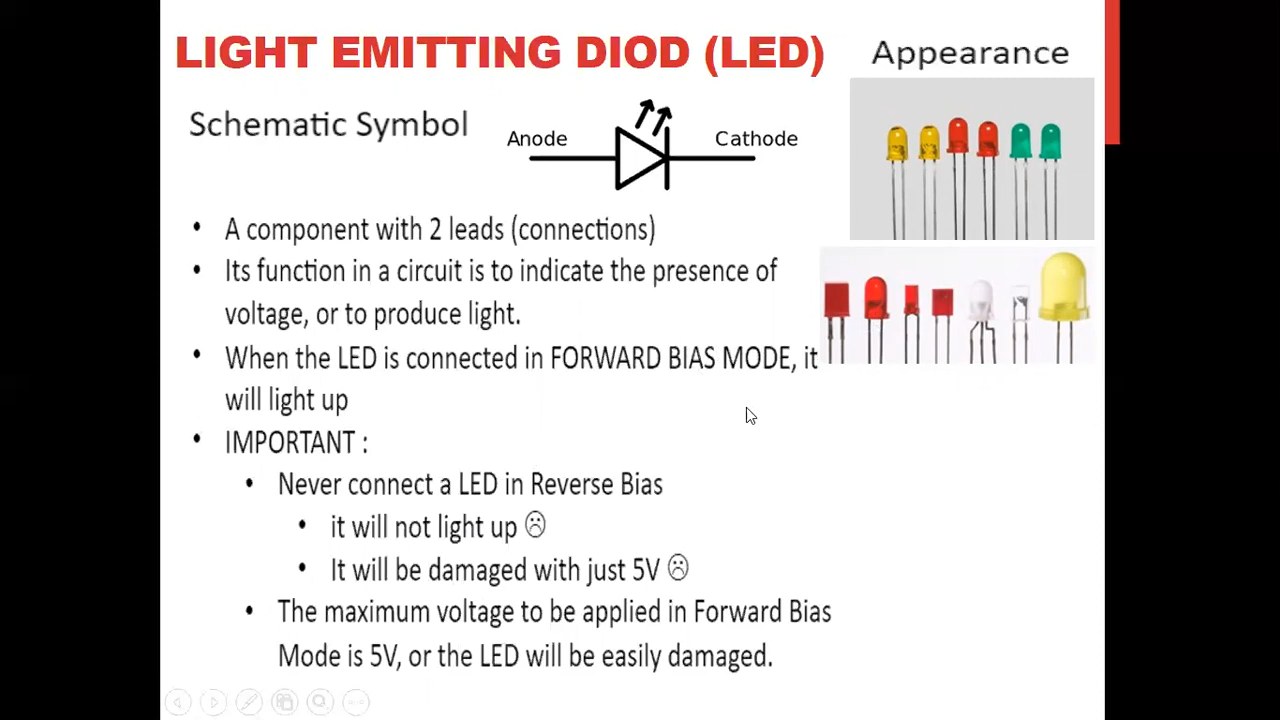 LIGHT EMITTING DIOD (LED)
Appearance
Schematic Symbol
Anode
Cathode
• A component with 2 leads (connections)
• Its function in a circuit is to indicate the presence of
voltage, or to produce light.
• When the LED is connected in FORWARD BIAS MODE, it
will light up
• IMPORTANT :
• Never connect a LED in Reverse Bias
• it will not light up ☹
• It will be damaged with just 5V ☹
• The maximum voltage to be applied in Forward Bias
Mode is 5V, or the LED will be easily damaged.